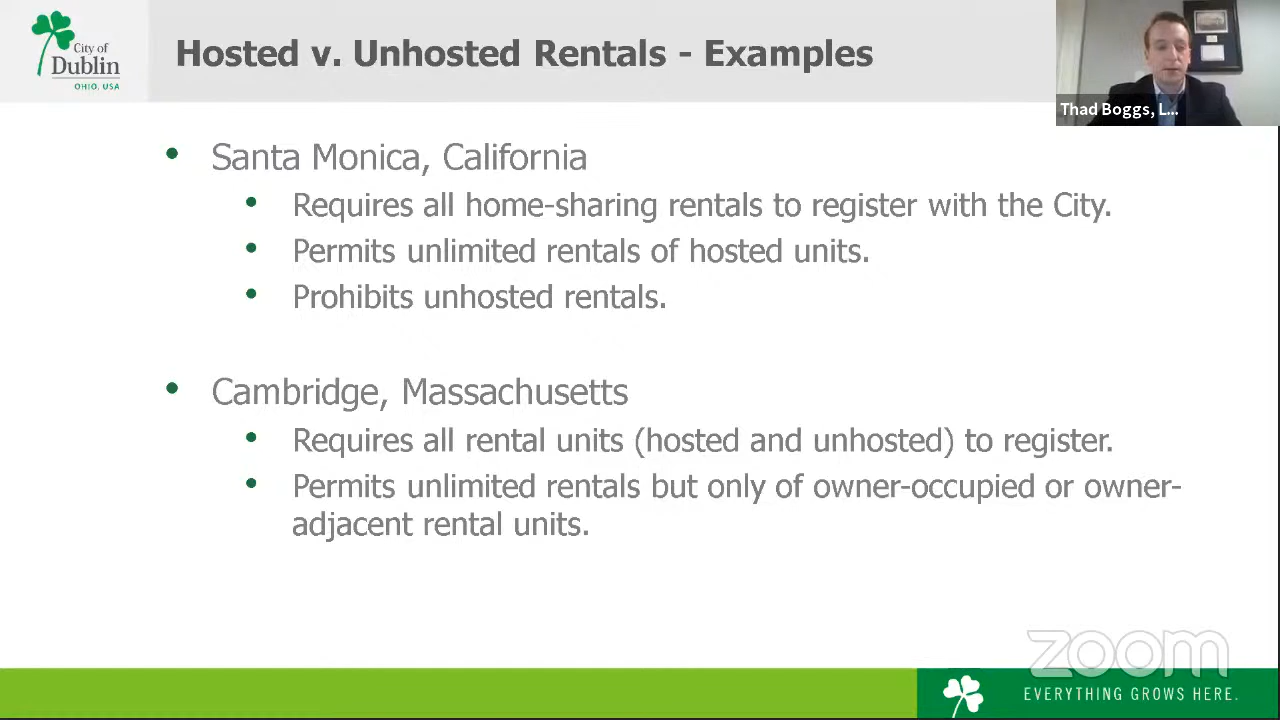 City of
Dublin
OHIO, USA
Hosted v. Unhosted Rentals - Examples
Thad Boggs, L...
• Santa Monica, California
• Requires all home-sharing rentals to register with the City.
• Permits unlimited rentals of hosted units.
• Prohibits unhosted rentals.
• Cambridge, Massachusetts
• Requires all rental units (hosted and unhosted) to register.
• Permits unlimited rentals but only of owner-occupied or owner-
adjacent rental units.
zoom
EVERYTHING GROWS HERE.